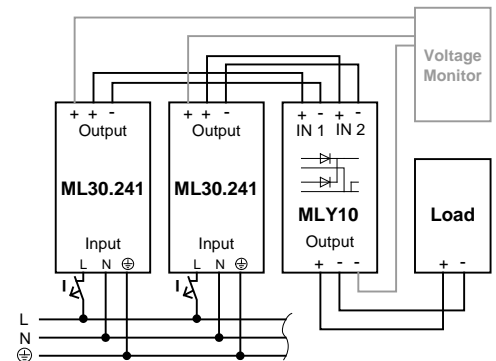 Voltage
Monitor
+ + -
Output
ML30.241
Input
L N ⏚
I
+ + -
Output
ML30.241
Input
L N ⏚
I
+ - + -
IN 1 IN 2
MLY10
Output
+ - -
Load
+ -
L
N
⏚